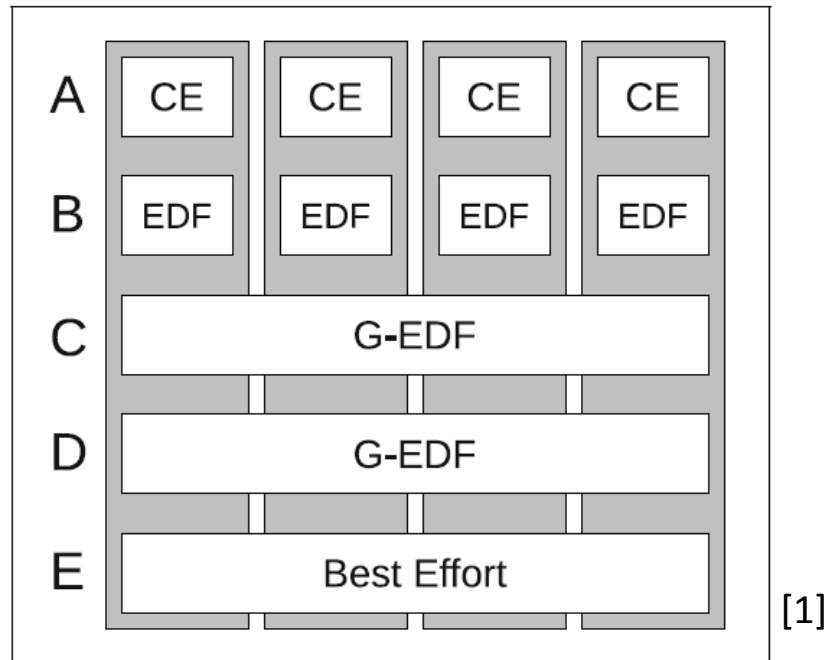 A CE CE CE CE
B EDF EDF EDF EDF
C G-EDF
D G-EDF
E Best Effort
[1]